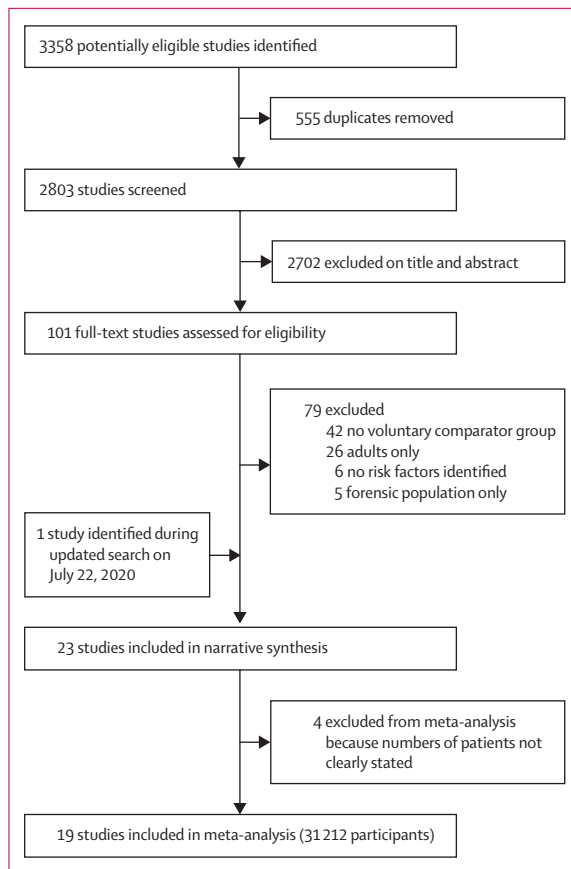 3358 potentially eligible studies identified
555 duplicates removed
2803 studies screened
2702 excluded on title and abstract
101 full-text studies assessed for eligibility
79 excluded
42 no voluntary comparator group
26 adults only
6 no risk factors identified
5 forensic population only
1 study identified during
updated search on
July 22, 2020
23 studies included in narrative synthesis
4 excluded from meta-analysis
because numbers of patients not
clearly stated
19 studies included in meta-analysis (31 212 participants)